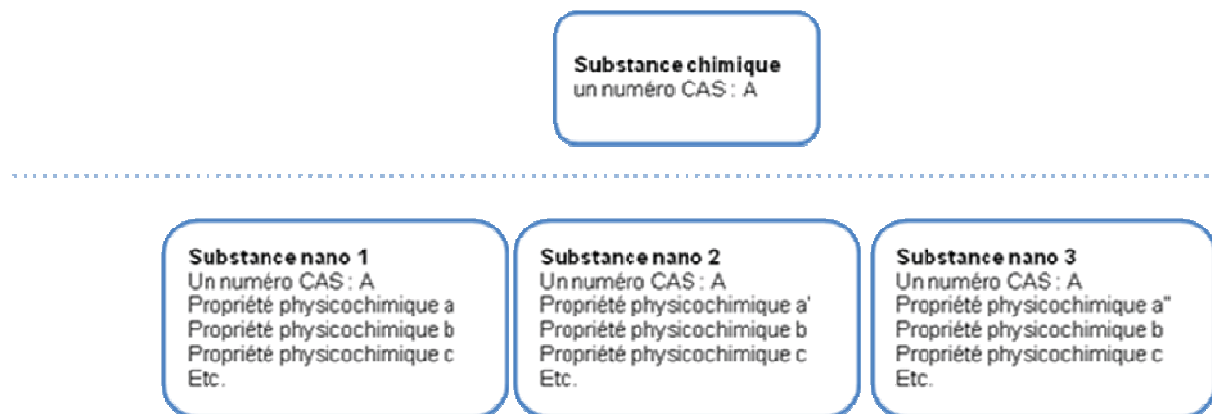 Substance chimique
un numéro CAS : A
Substance nano 1
Un numéro CAS : A
Propriété physicochimique a
Propriété physicochimique b
Propriété physicochimique c
Etc.
Substance nano 2
Un numéro CAS : A
Propriété physicochimique a'
Propriété physicochimique b
Propriété physicochimique c
Etc.
Substance nano 3
Un numéro CAS : A
Propriété physicochimique a"
Propriété physicochimique b
Propriété physicochimique c
Etc.